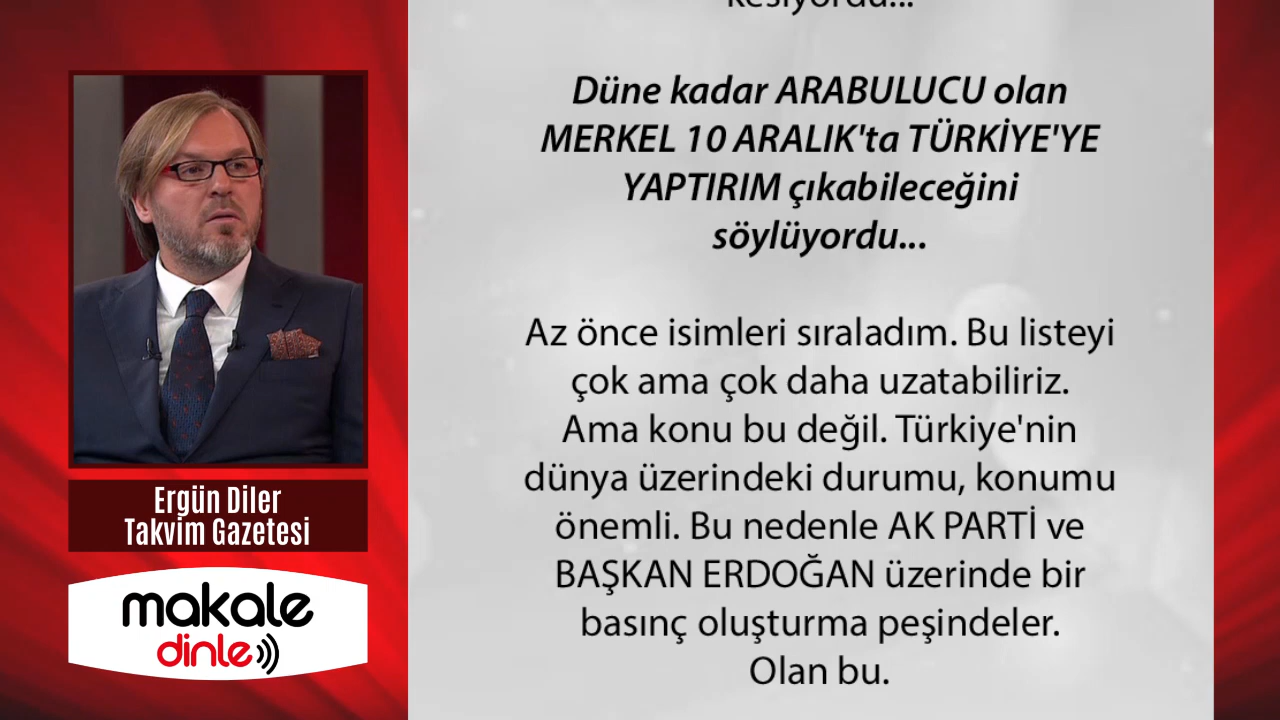 kesiyordu...
Düne kadar ARABULUCU olan
MERKEL 10 ARALIK'ta TÜRKİYE'YE
YAPTIRIM çıkabileceğini
söylüyordu...
Az önce isimleri sıraladım. Bu listeyi
çok ama çok daha uzatabiliriz.
Ama konu bu değil. Türkiye'nin
dünya üzerindeki durumu, konumu
önemli. Bu nedenle AK PARTİ ve
BAŞKAN ERDOĞAN üzerinde bir
basınç oluşturma peşindeler.
Olan bu.
Ergün Diler
Takvim Gazetesi
makale
dinle